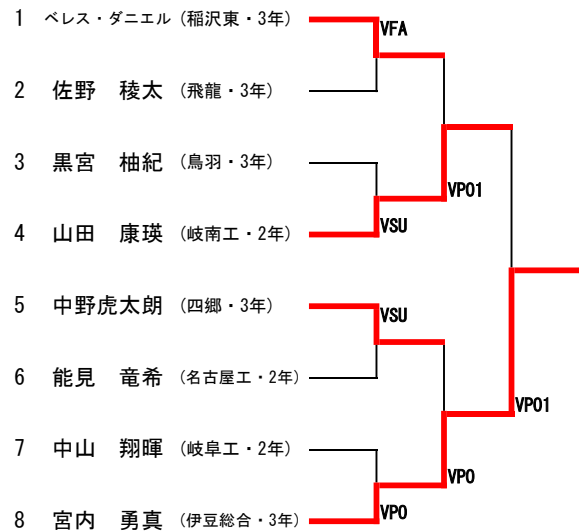 1 ベレス・ダニエル (稲沢東・3年)
VFA
2 佐野 稜太 (飛龍・3年)
3 黒宮 柚紀 (鳥羽・3年)
VPO1
4 山田 康瑛 (岐南工・2年)
VSU
5 中野虎太朗 (四郷・3年)
VSU
6 能見 竜希 (名古屋工・2年)
VPO1
7 中山 翔暉 (岐阜工・2年)
VPO
8 宮内 勇真 (伊豆総合・3年)
VPO